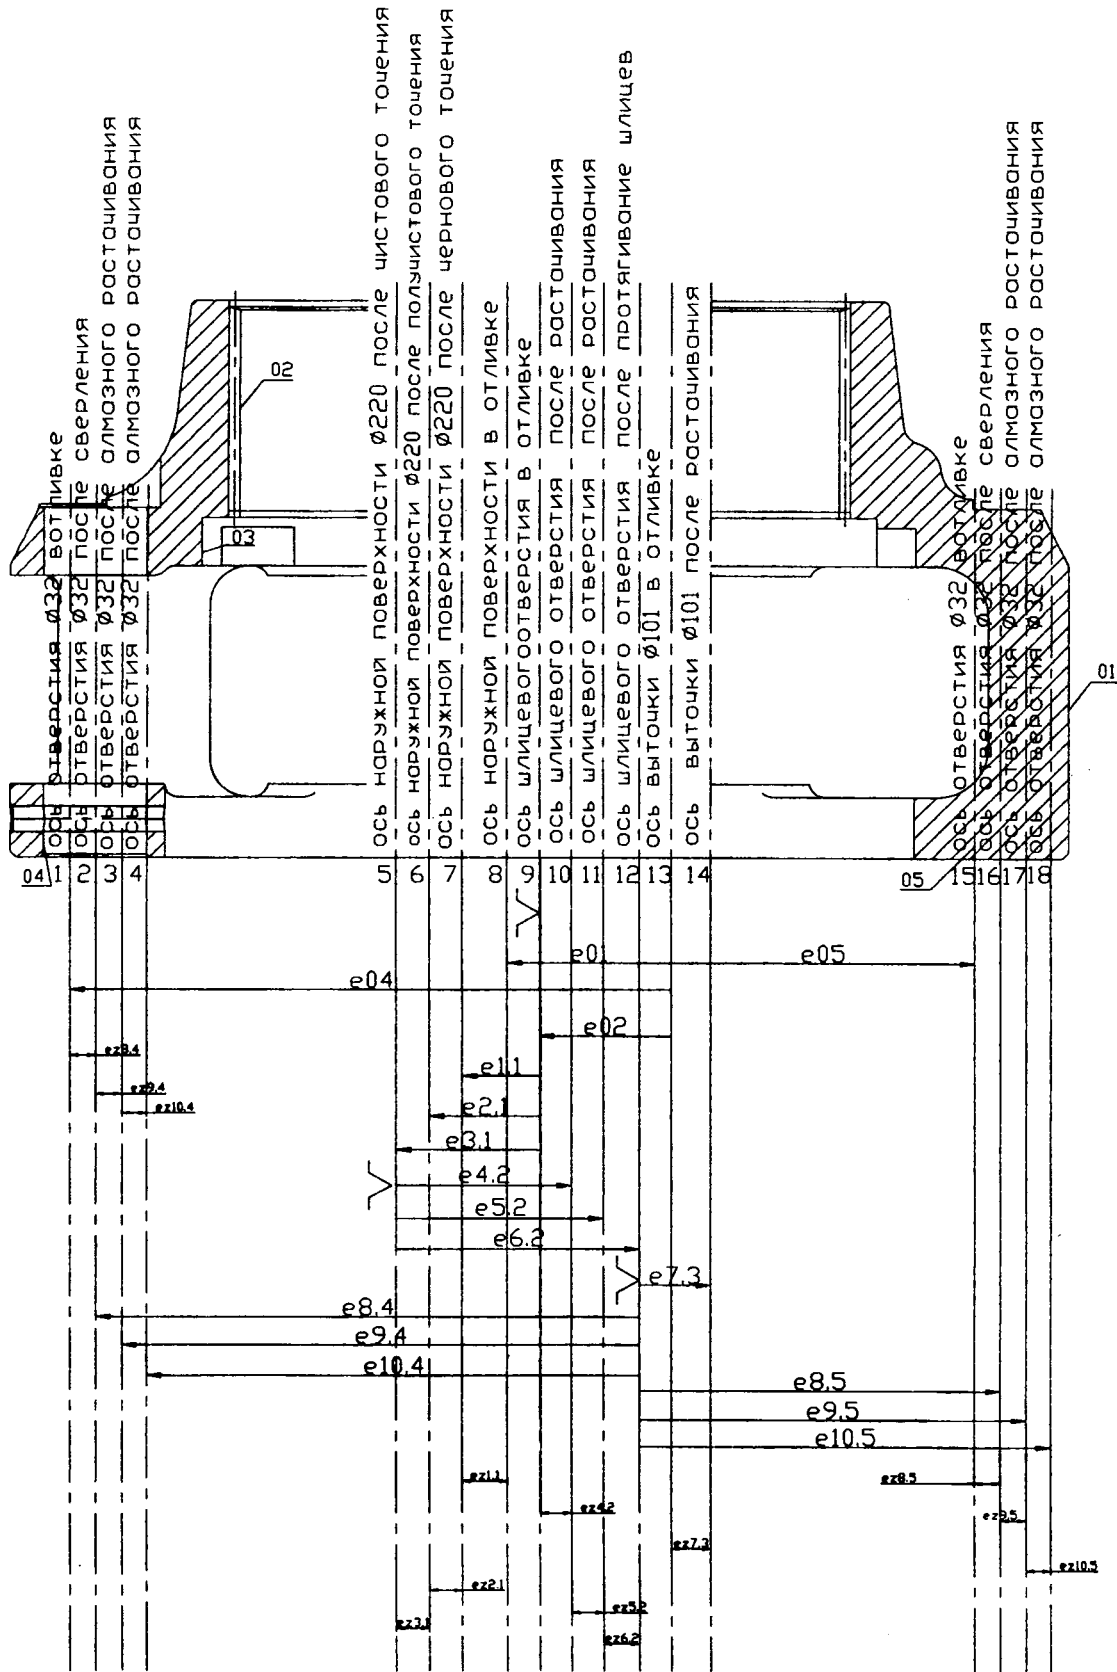 ось отверстия Ø32 вот ливке
ось отверстия Ø32 после сверления
ось отверстия Ø32 после алмазного растачивания
ось отверстия Ø32 после алмазного растачивания
ось наружной поверхности Ø220 после чистового точения
ось наружной поверхности Ø220 после получистового точения
ось наружной поверхности Ø220 после чернового точения
ось наружной поверхности в отливке
ось шлицевогоотверстия в отливке
ось шлицевого отверстия после растачивания
ось шлицевого отверстия после растачивания
ось шлицевого отверстия после протягивание шлицев
ось выточки Ø101 в отливке
ось выточки Ø101 после растачивания
ось отверстия Ø32 вотливке
ось отверстия Ø32 после сверления
ось отверстия Ø32 после алмазного растачивания
ось отверстия Ø32 после алмазного растачивания
02
03
01
04
05
1 2 3 4 5 6 7 8 9 10 11 12 13 14 15 16 17 18
e0 e05
e04
e02
ez8.4
e1.1
ez9.4
ez10.4
e2.1
e3.1
e4.2
e5.2
e6.2
e7.3
e8.4
e9.4
e10.4
e8.5
e9.5
e10.5
ez1.1
ez8.5
ez4.2
ez9.5
ez7.3
ez10.5
ez2.1
ez5.2
ez3.1
ez6.2